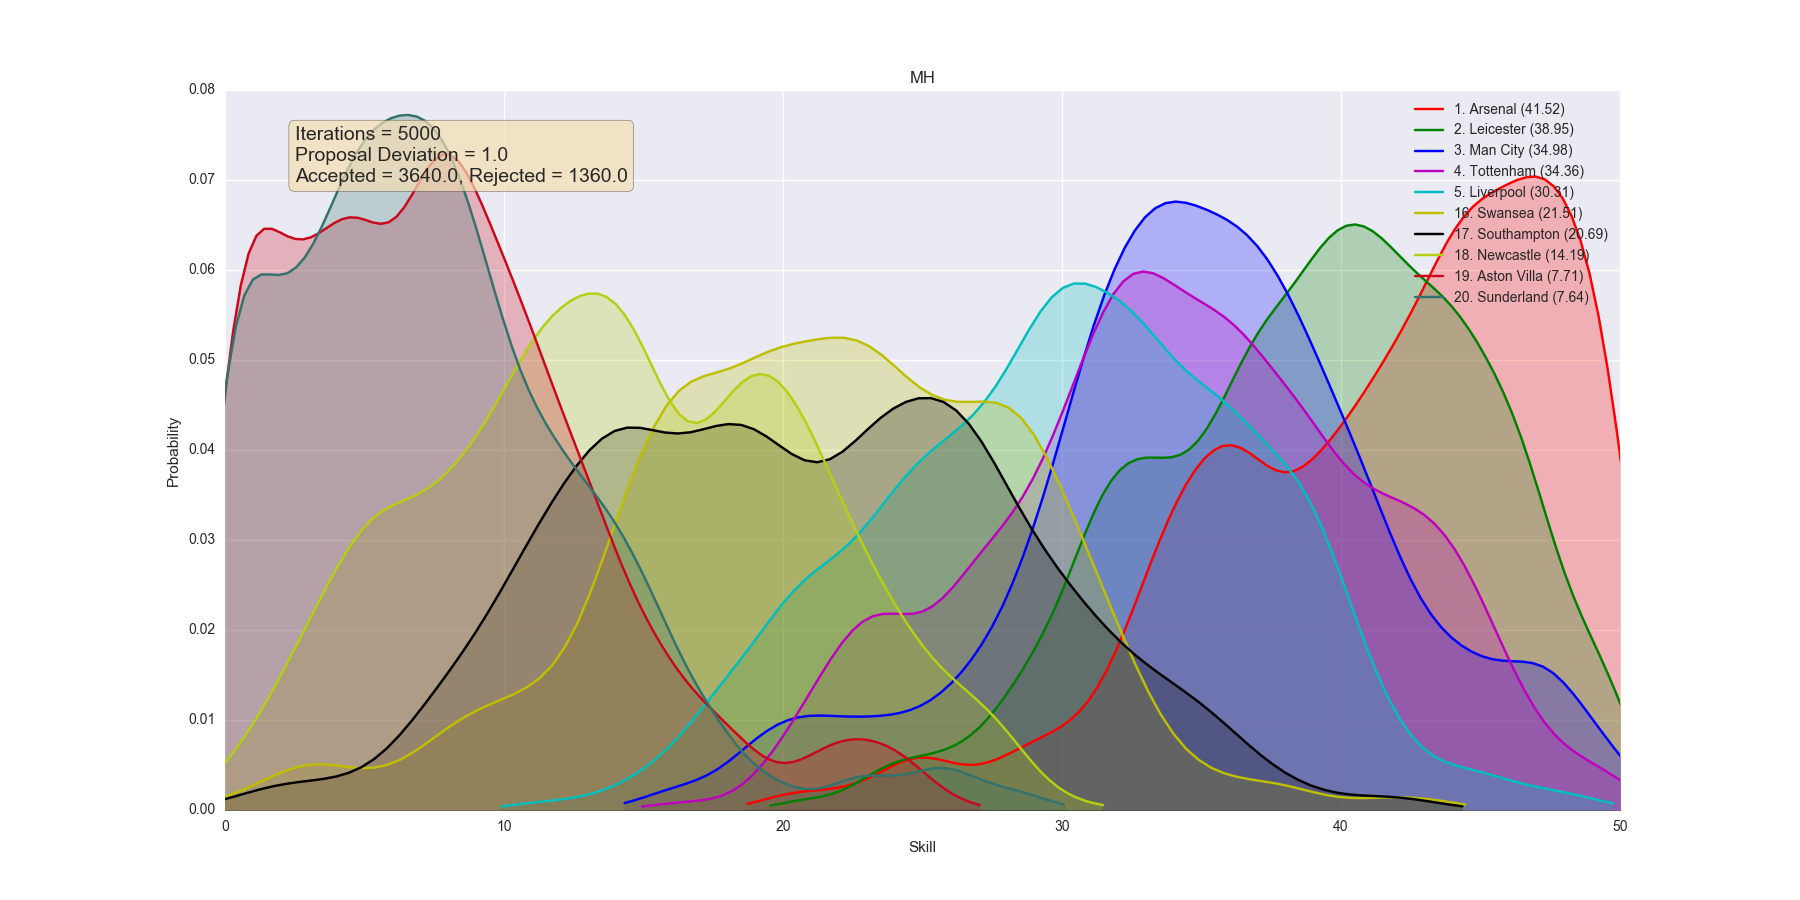 MH
0.08
0.07
0.06
0.05
0.04
0.03
0.02
0.01
0.00
Probability
Iterations = 5000
Proposal Deviation = 1.0
Accepted = 3640.0, Rejected = 1360.0
1. Arsenal (41.52)
2. Leicester (38.95)
3. Man City (34.98)
4. Tottenham (34.36)
5. Liverpool (30.31)
16. Swansea (21.51)
17. Southampton (20.69)
18. Newcastle (14.19)
19. Aston Villa (7.71)
20. Sunderland (7.64)
0 10 20 30 40 50
Skill